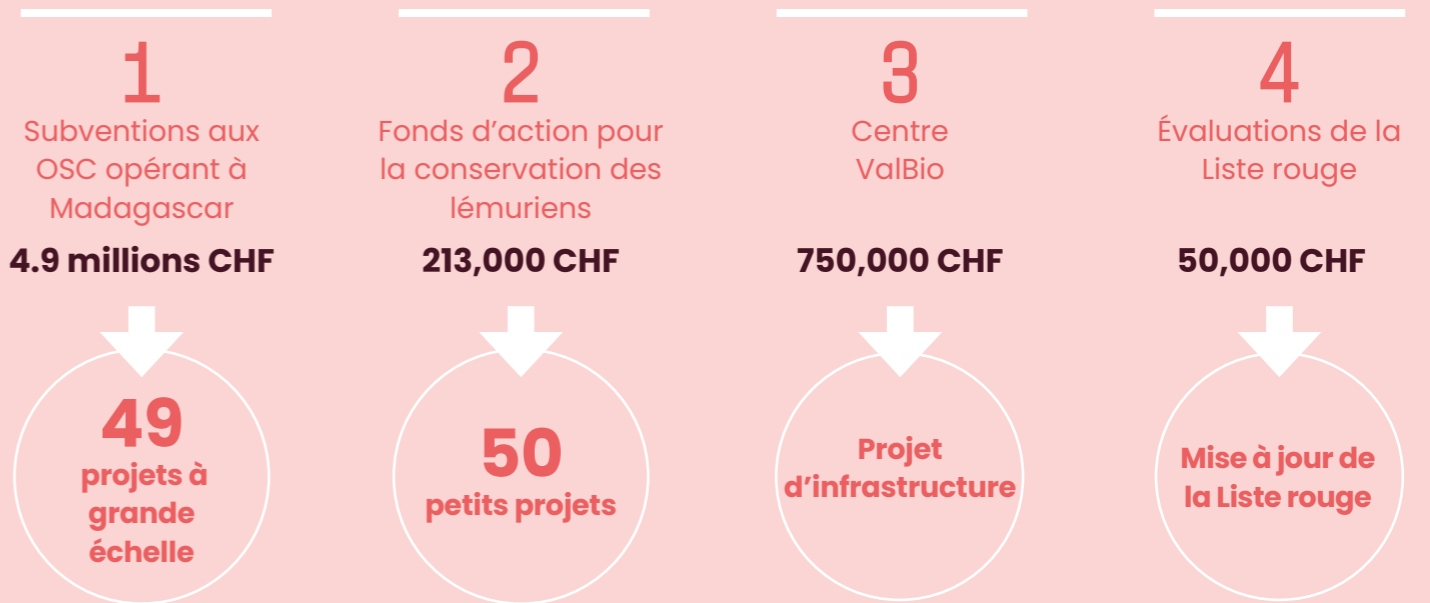 1
Subventions aux
OSC opérant à
Madagascar
4.9 millions CHF
49
projets à
grande
échelle
2
Fonds d’action pour
la conservation des
lémuriens
213,000 CHF
50
petits projets
3
Centre
ValBio
750,000 CHF
Projet
d’infrastructure
4
Évaluations de la
Liste rouge
50,000 CHF
Mise à jour de
la Liste rouge